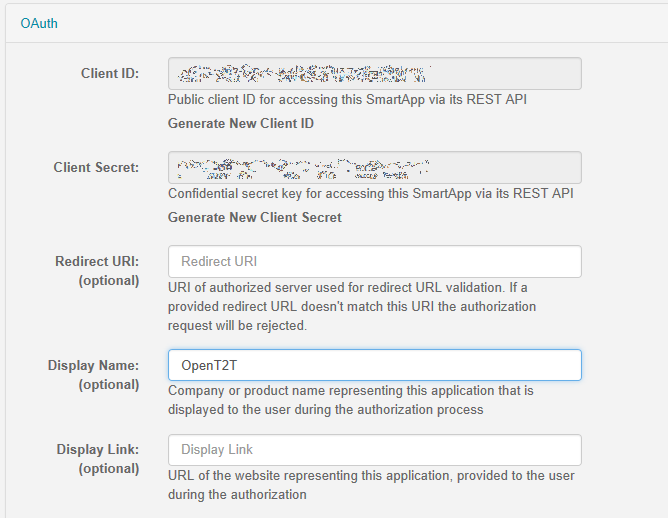 OAuth
Client ID:
Public client ID for accessing this SmartApp via its REST API
Generate New Client ID
Client Secret:
Confidential secret key for accessing this SmartApp via its REST API
Generate New Client Secret
Redirect URI:
(optional)
Redirect URI
URI of authorized server used for redirect URL validation. If a
provided redirect URL doesn't match this URI the authorization
request will be rejected.
Display Name:
(optional)
OpenT2T
Company or product name representing this application that is
displayed to the user during the authorization process
Display Link:
(optional)
Display Link
URL of the website representing this application, provided to the user
during the authorization